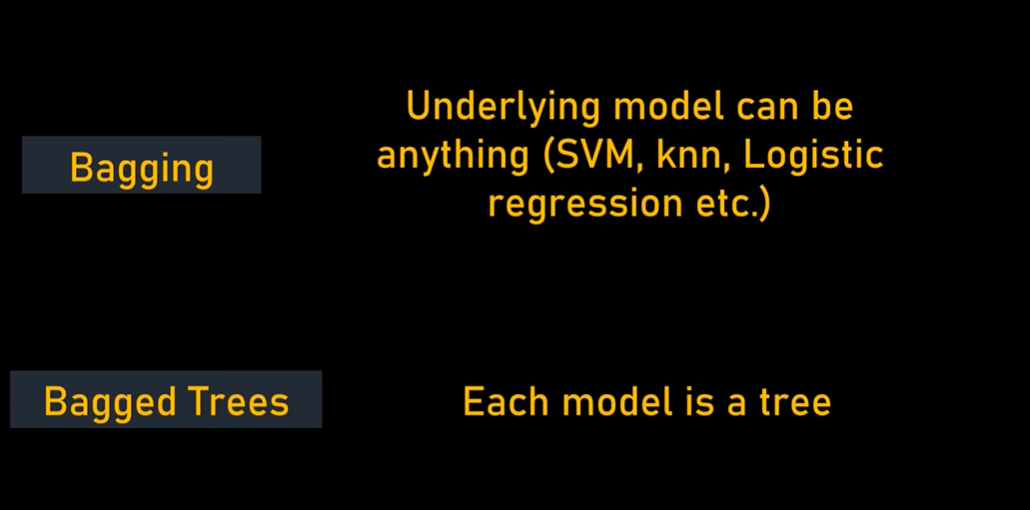 Bagging
Underlying model can be
anything (SVM, knn, Logistic
regression etc.)
Bagged Trees
Each model is a tree